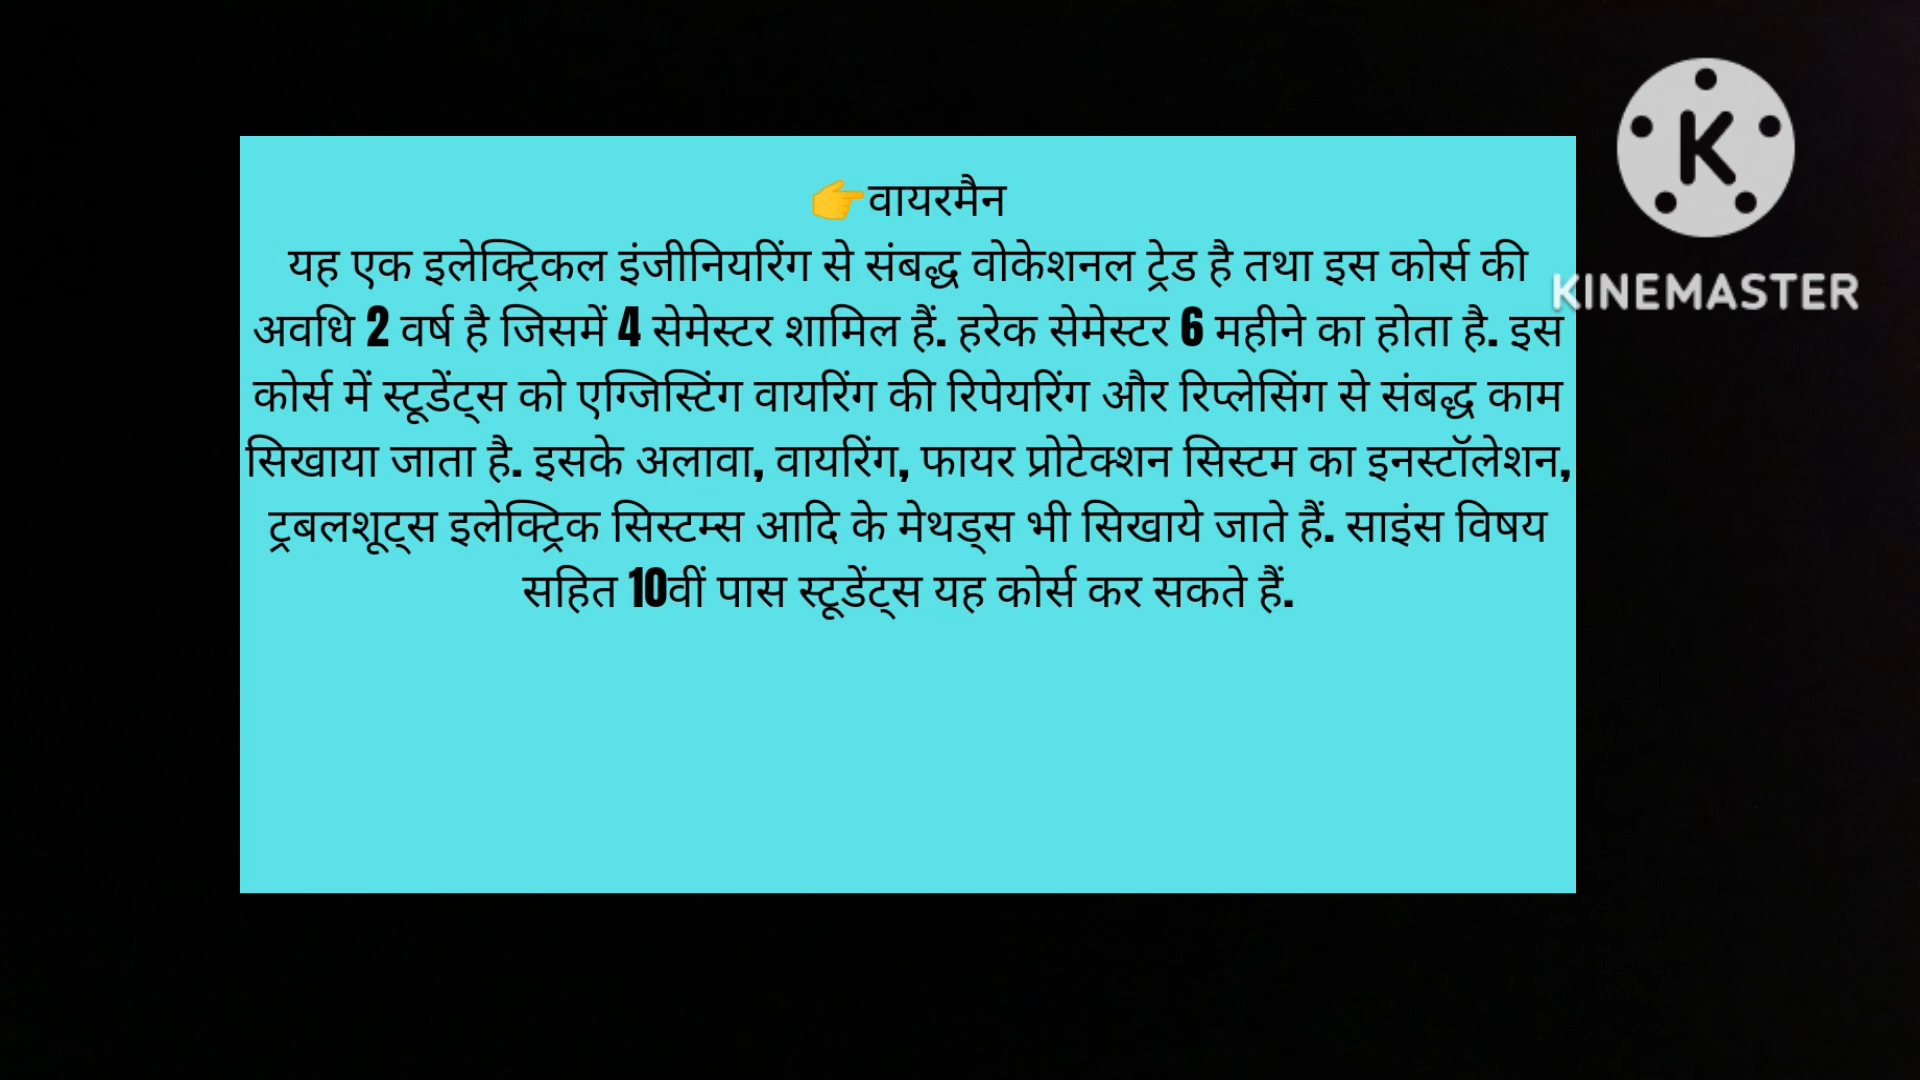 👉वायरमैन
यह एक इलेक्ट्रिकल इंजीनियरिंग से संबद्ध वोकेशनल ट्रेड है तथा इस कोर्स की
अवधि 2 वर्ष है जिसमें 4 सेमेस्टर शामिल हैं. हरेक सेमेस्टर 6 महीने का होता है. इस
कोर्स में स्टूडेंट्स को एग्जिस्टिंग वायरिंग की रिपेयरिंग और रिप्लेसिंग से संबद्ध काम
सिखाया जाता है. इसके अलावा, वायरिंग, फायर प्रोटेक्शन सिस्टम का इनस्टॉलेशन,
ट्रबलशूट्स इलेक्ट्रिक सिस्टम्स आदि के मेथड्स भी सिखाये जाते हैं. साइंस विषय
सहित 10वीं पास स्टूडेंट्स यह कोर्स कर सकते हैं.
K
KINEMASTER